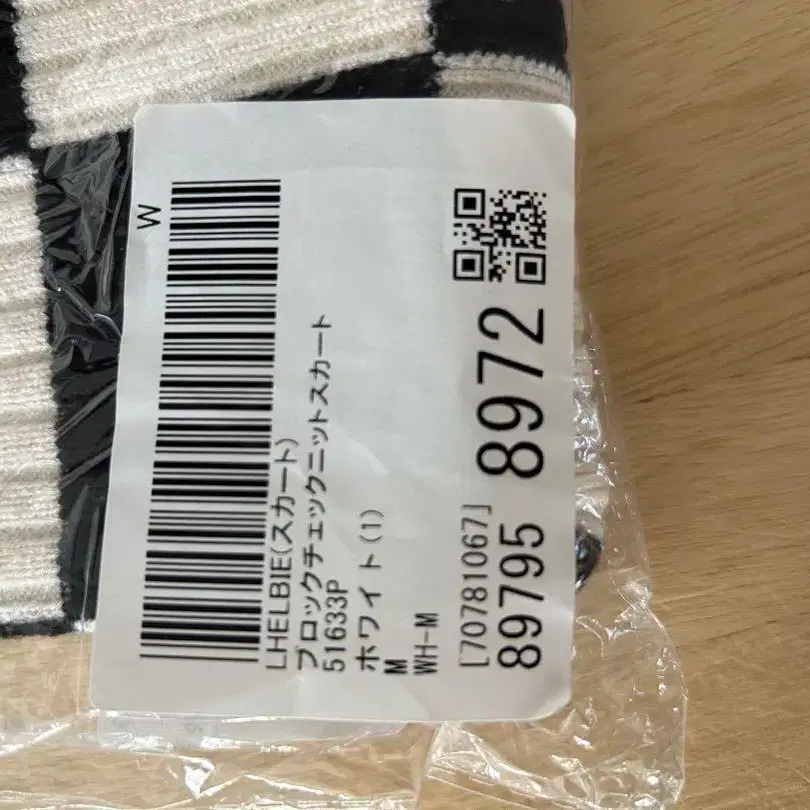 W
LHELBIE(スカート)
ブロックチェックニットスカート
51633P
ホワイト(1)
M
WH-M
[70781067]
89795 8972